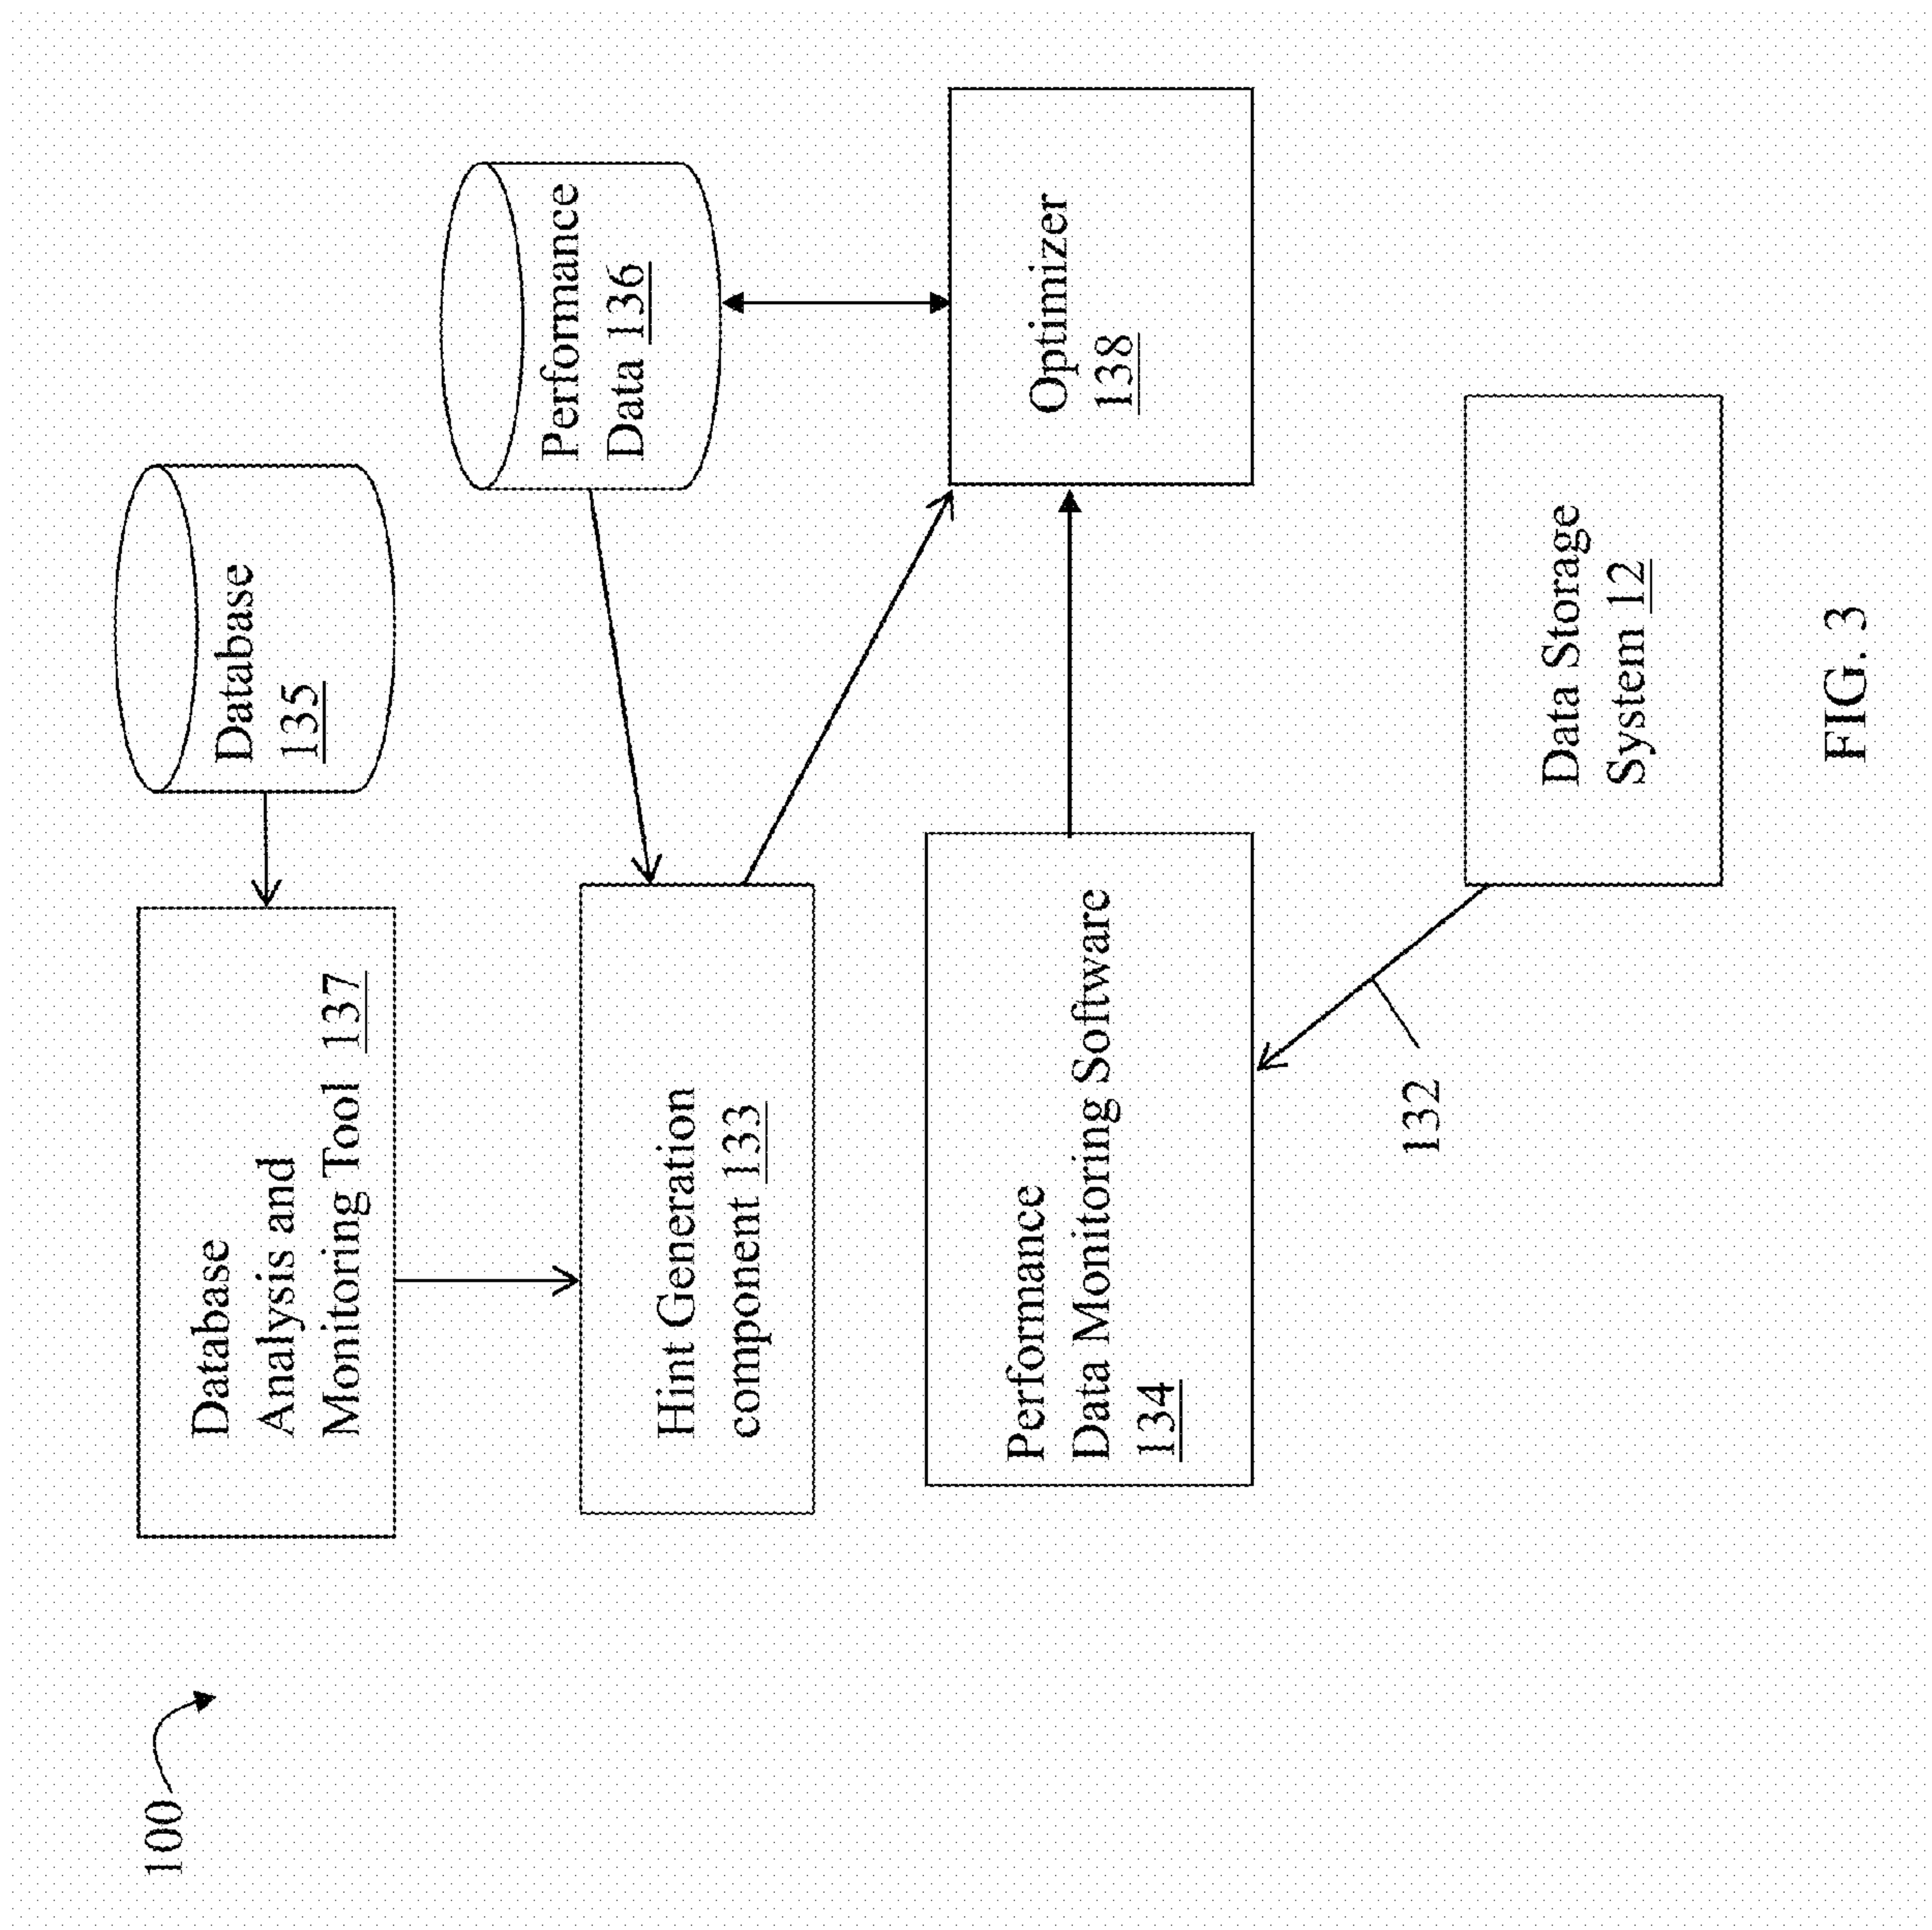 100
Database
Analysis and
Monitoring Tool 137
Database
135
Hint Generation
component 133
Performance
Data 136
Performance
Data Monitoring Software
134
Optimizer
138
132
Data Storage
System 12
FIG. 3